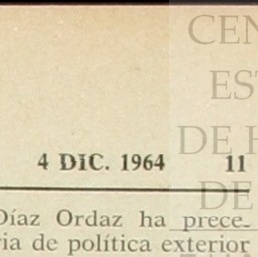 CEN
EST
DE H
4 DIC. 1964 11
DE
Díaz Ordaz ha prece-
ria de política exterior